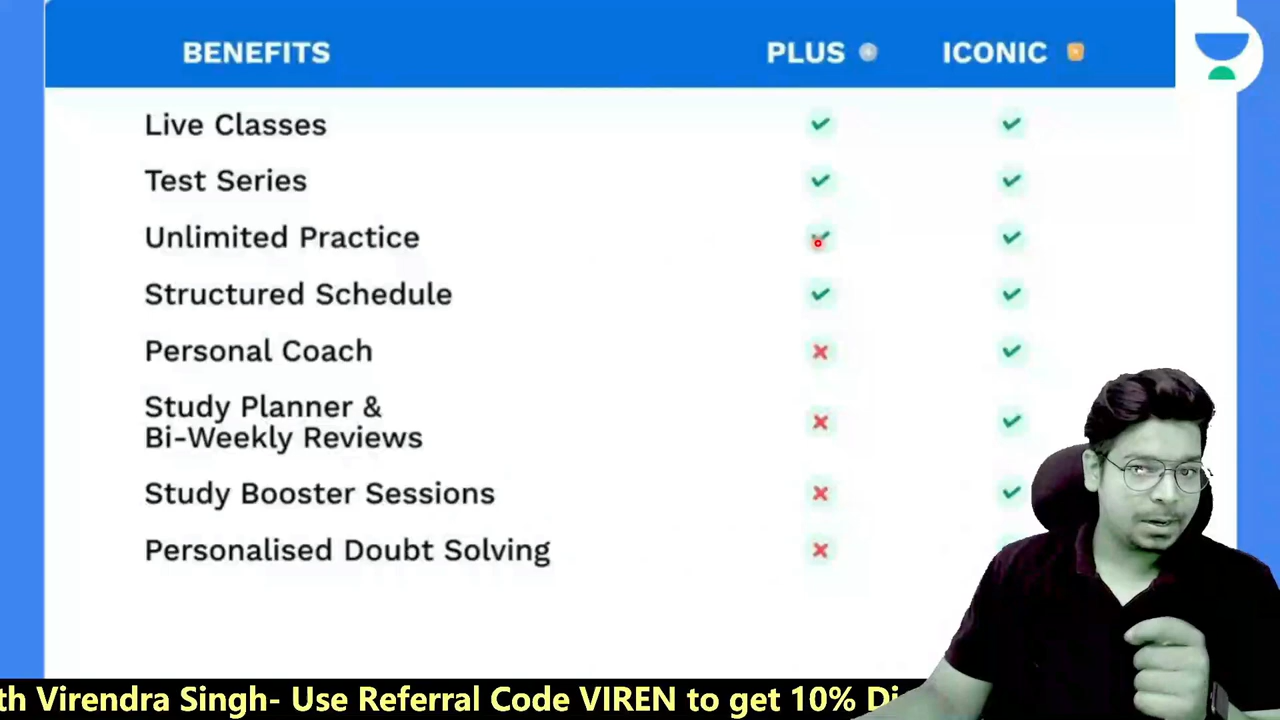 BENEFITS PLUS ICONIC
Live Classes
Test Series
Unlimited Practice
Structured Schedule
Personal Coach
Study Planner &
Bi-Weekly Reviews
Study Booster Sessions
Personalised Doubt Solving
th Virendra Singh- Use Referral Code VIREN to get 10% Di